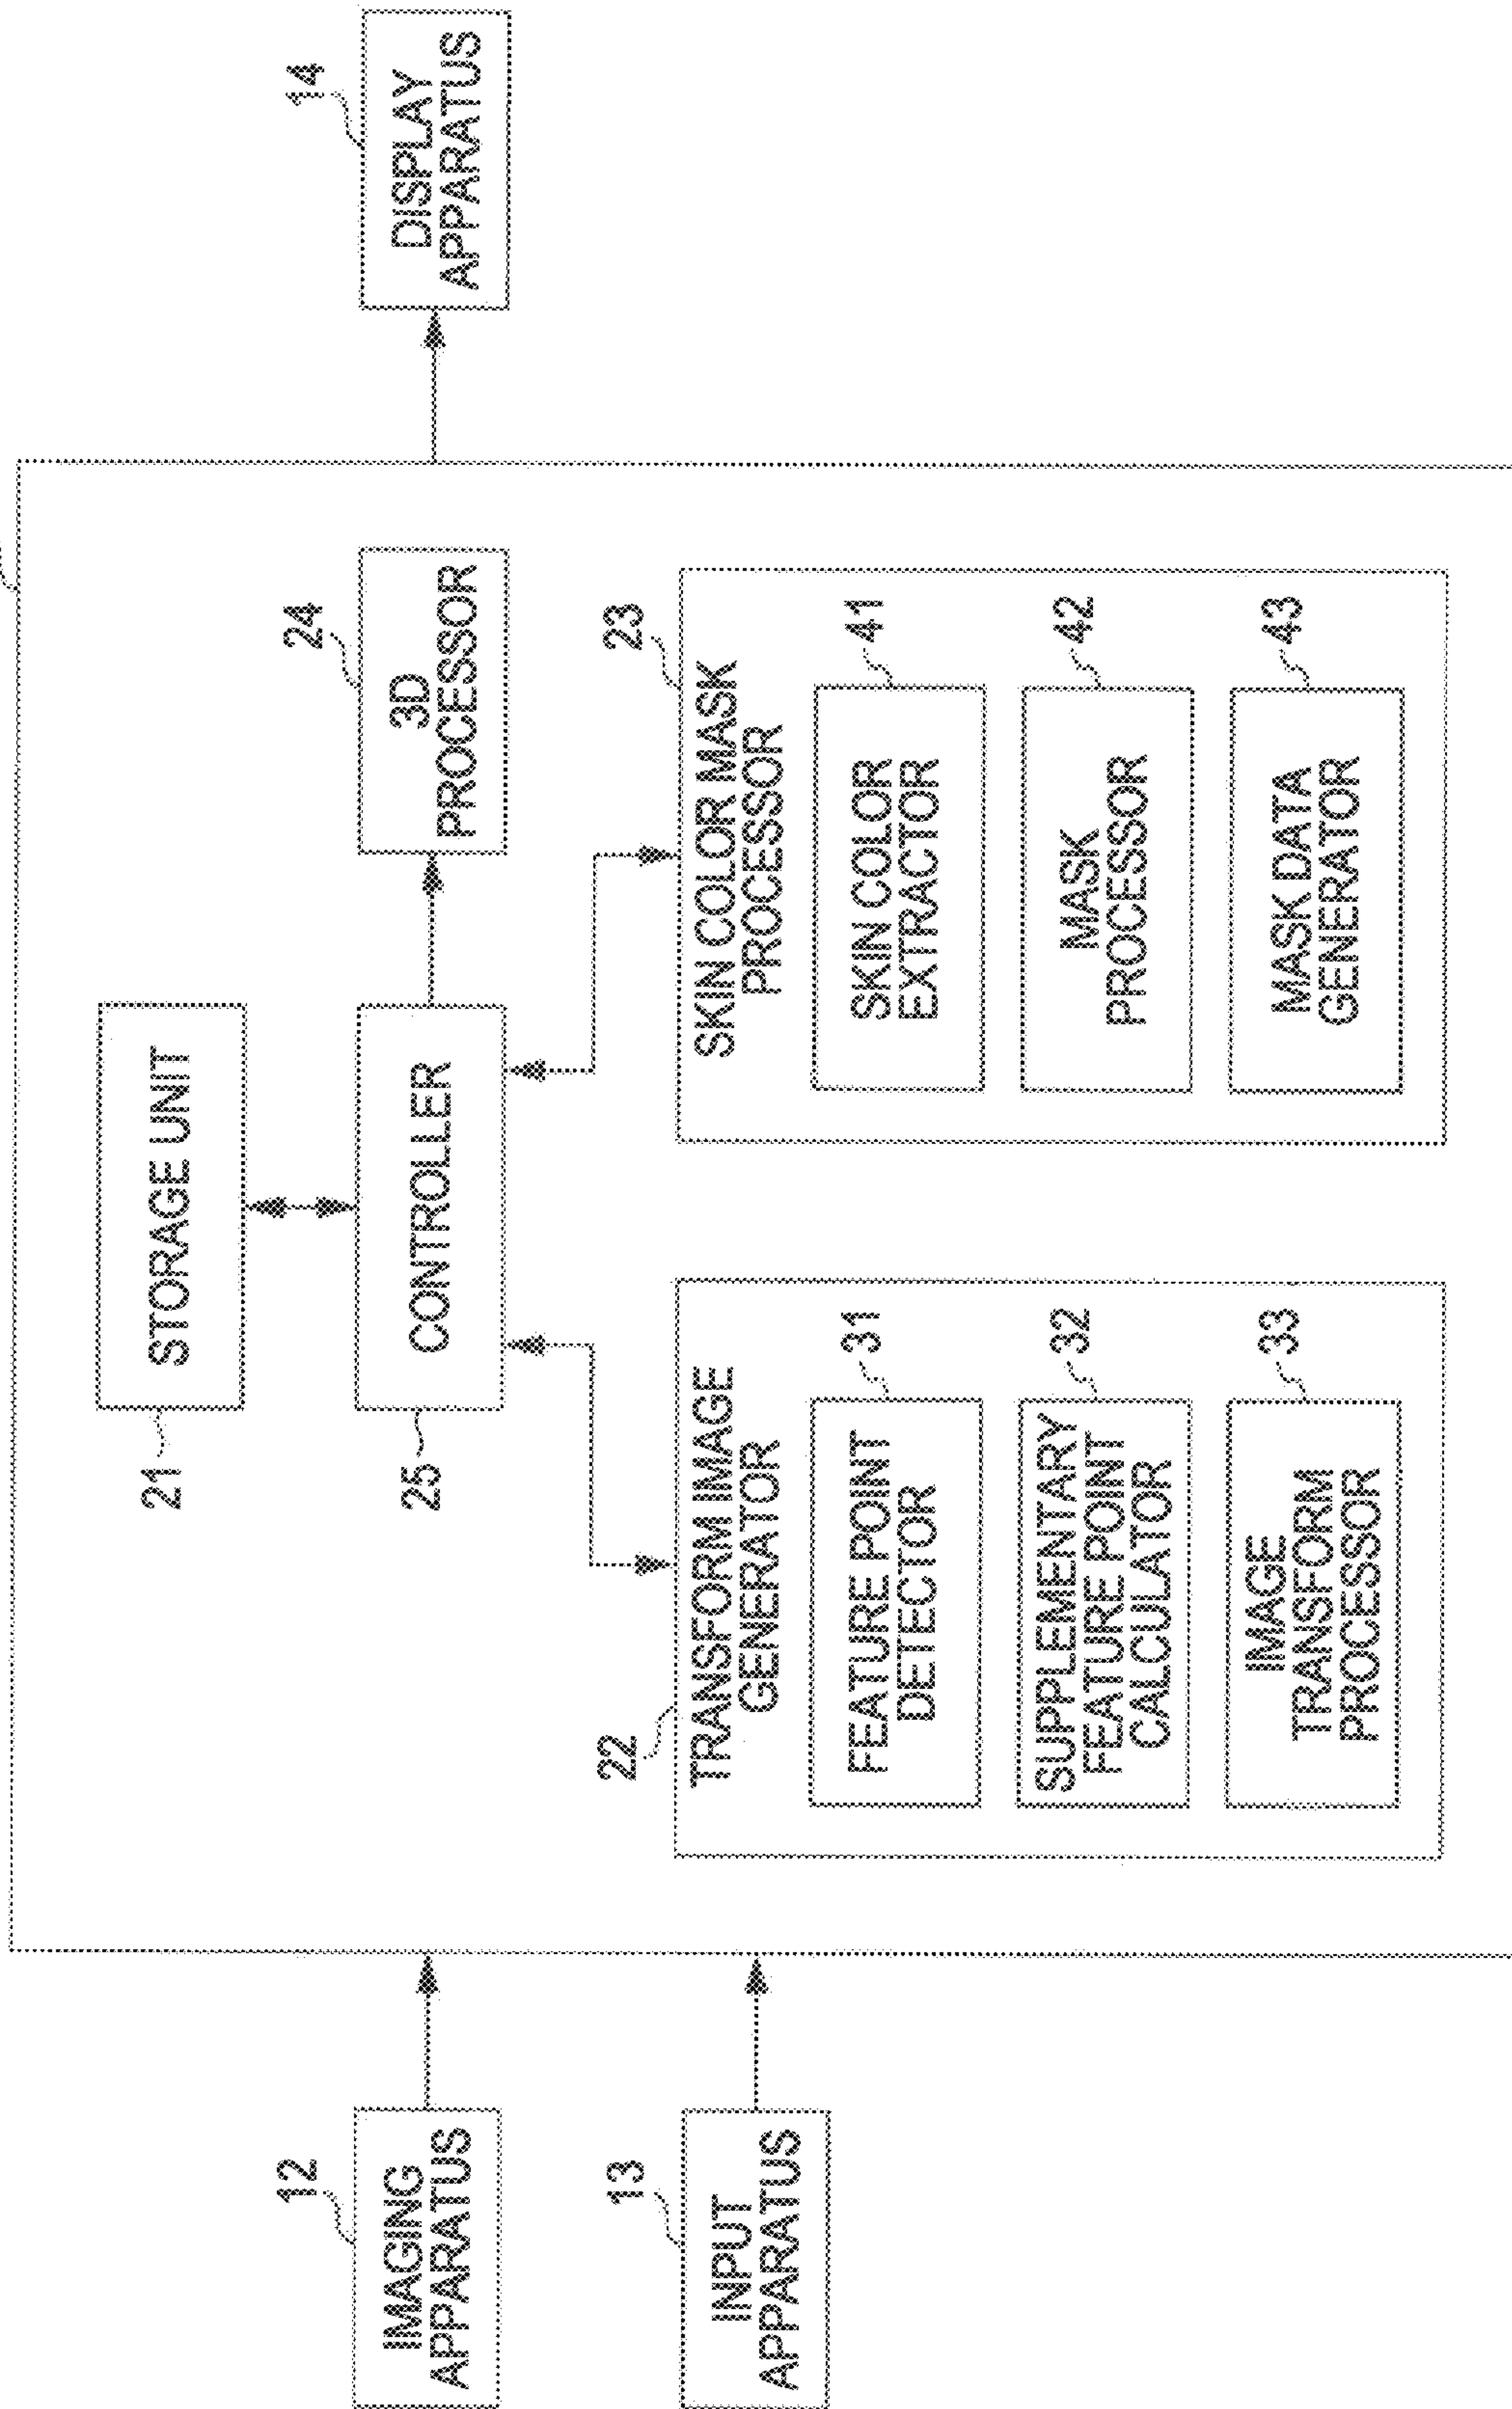 14
DISPLAY
APPARATUS
24
3D
PROCESSOR
21
STORAGE UNIT
25
CONTROLLER
23
SKIN COLOR MASK
PROCESSOR
41
SKIN COLOR
EXTRACTOR
42
MASK
PROCESSOR
43
MASK DATA
GENERATOR
22
TRANSFORM IMAGE
GENERATOR
31
FEATURE POINT
DETECTOR
32
SUPPLEMENTARY
FEATURE POINT
CALCULATOR
33
IMAGE
TRANSFORM
PROCESSOR
12
IMAGING
APPARATUS
13
INPUT
APPARATUS